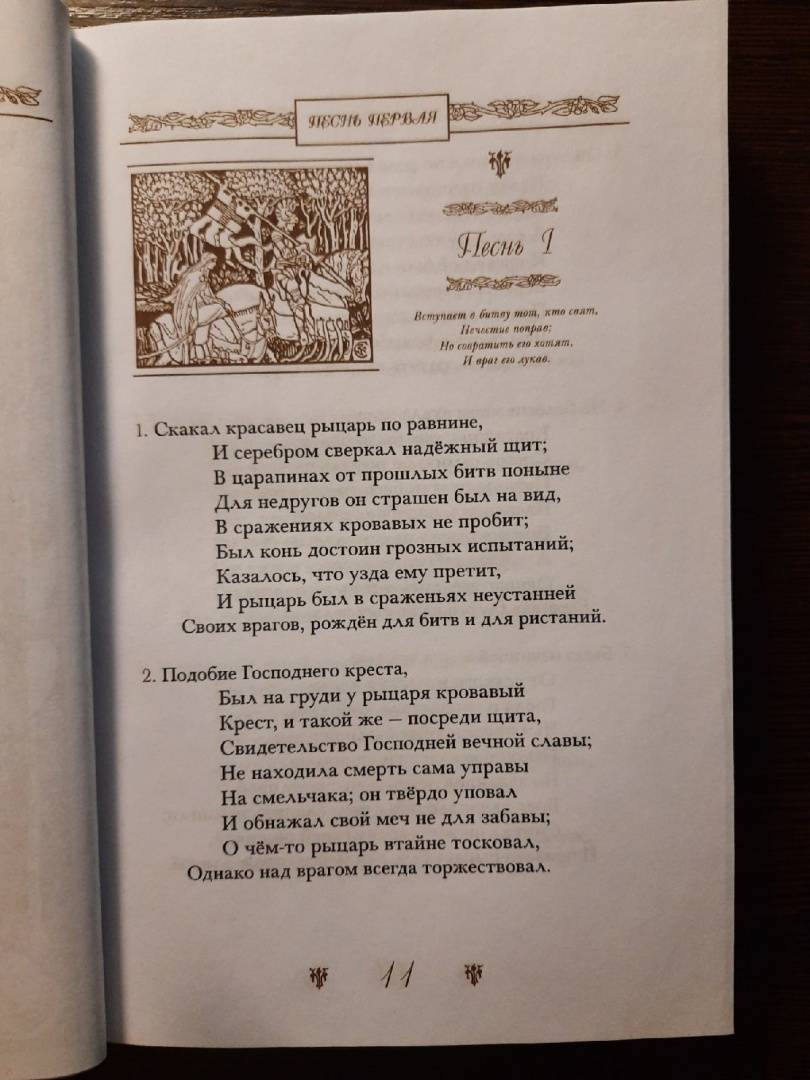 ПЕСНЬ ПЕРВАЯ
Песнь I
Вступает в битву тот, кто свят,
Нечестие поправ;
Но совратить его хотят,
И враг его лукав.
1. Скакал красавец рыцарь по равнине,
И серебром сверкал надёжный щит;
В царапинах от прошлых битв поныне
Для недругов он страшен был на вид,
В сражениях кровавых не пробит;
Был конь достоин грозных испытаний;
Казалось, что узда ему претит,
И рыцарь был в сраженьях неустанней
Своих врагов, рождён для битв и для ристаний.
2. Подобие Господнего креста,
Был на груди у рыцаря кровавый
Крест, и такой же — посреди щита,
Свидетельство Господней вечной славы;
Не находила смерть сама управы
На смельчака; он твёрдо уповал
И обнажал свой меч не для забавы;
О чём-то рыцарь втайне тосковал,
Однако над врагом всегда торжествовал.
11